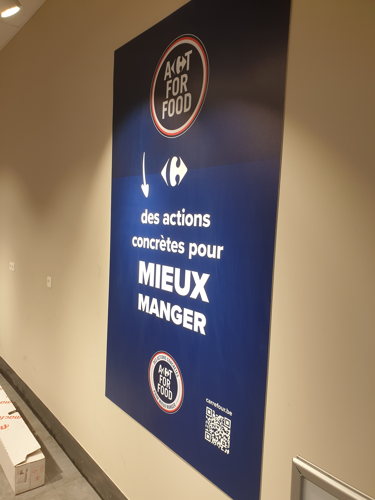 ACT
FOR
FOOD
des actions
concrètes pour
MIEUX
MANGER
ACT
FOR
FOOD
carrefour.be